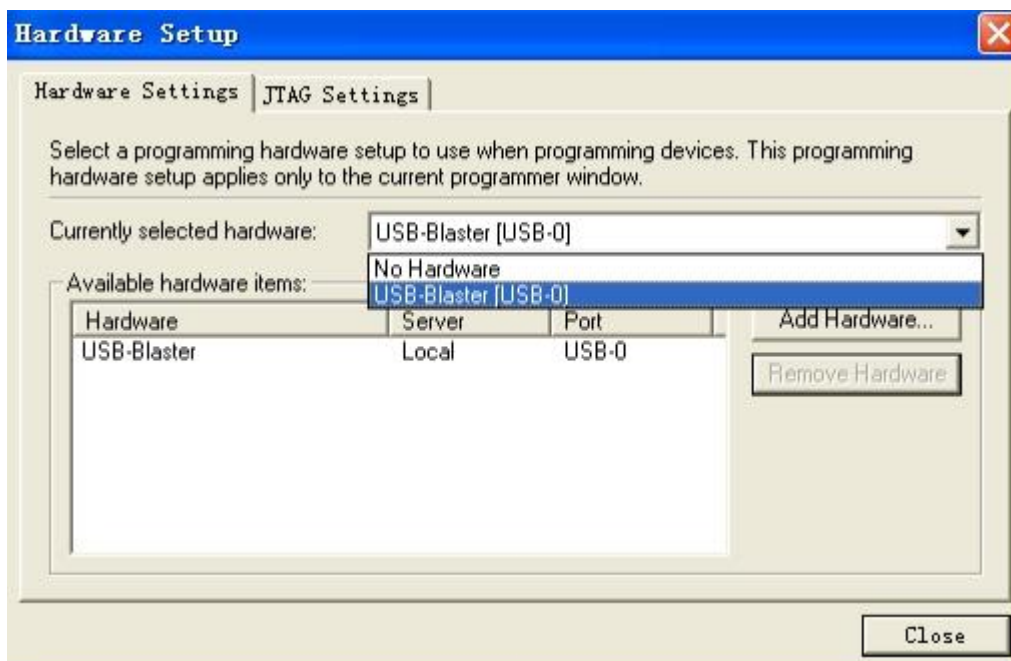 Hardware Setup
Hardware Settings JTAG Settings
Select a programming hardware setup to use when programming devices. This programming
hardware setup applies only to the current programmer window.
Currently selected hardware: USB-Blaster [USB-0]
No Hardware
Available hardware items:
USB-Blaster [USB-0]
Hardware Server Port Add Hardware...
USB-Blaster Local USB-0
Remove Hardware
Close